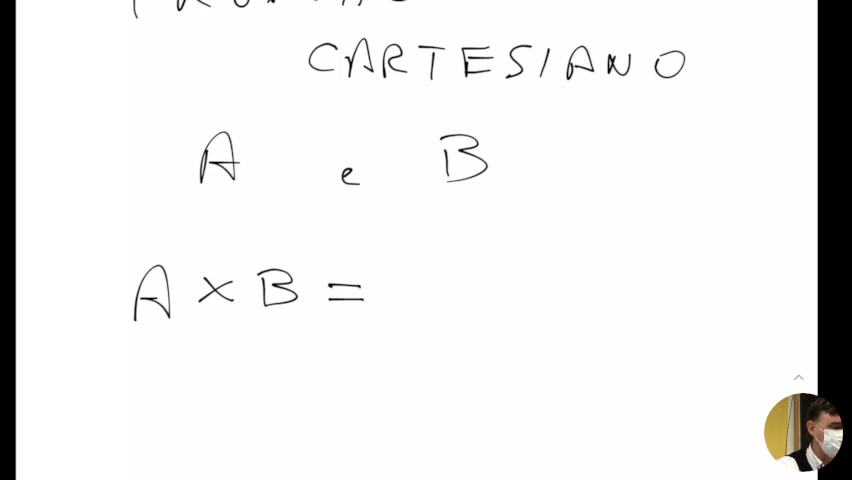 CARTESIANO
A e B
A × B =